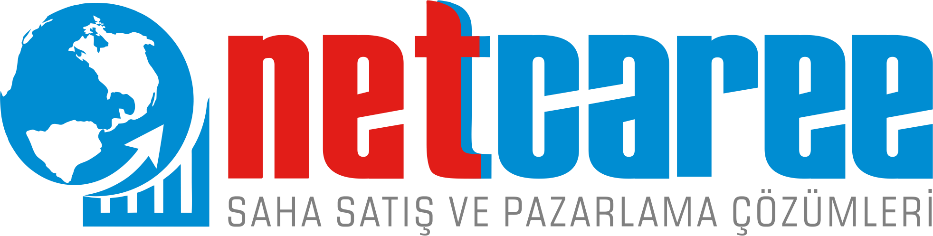 netcaree
SAHA SATIŞ VE PAZARLAMA ÇÖZÜMLERİ